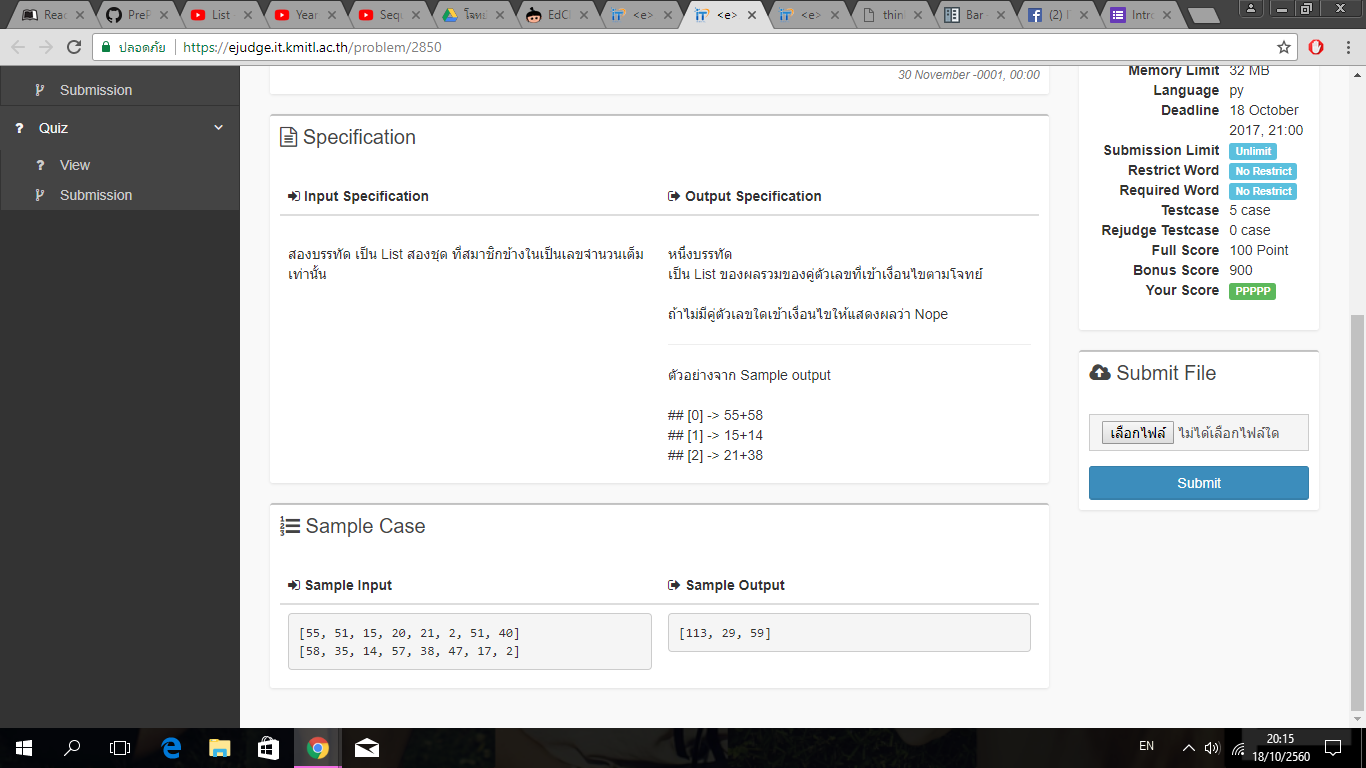 Reac
GitHub
PreF
List
Year
Seq
โจทย
EdCl
<e>
<e>
<e>
thin
Bar
(2)
Intro
ปลอดภัย https://ejudge.it.kmitl.ac.th/problem/2850
Submission
Quiz
View
Submission
30 November -0001, 00:00
Specification
Input Specification
Output Specification
สองบรรทัด เป็น List สองชุด ที่สมาชิกข้างในเป็นเลขจำนวนเต็ม
เท่านั้น
หนึ่งบรรทัด
เป็น List ของผลรวมของคู่ตัวเลขที่เข้าเงื่อนไขตามโจทย์
ถ้าไม่มีคู่ตัวเลขใดเข้าเงื่อนไขให้แสดงผลว่า Nope
ตัวอย่างจาก Sample output
## [0] -> 55+58
## [1] -> 15+14
## [2] -> 21+38
Sample Case
Sample Input
Sample Output
[55, 51, 15, 20, 21, 2, 51, 40]
[58, 35, 14, 57, 38, 47, 17, 2]
[113, 29, 59]
Memory Limit 32 MB
Language py
Deadline 18 October
2017, 21:00
Submission Limit Unlimit
Restrict Word No Restrict
Required Word No Restrict
Testcase 5 case
Rejudge Testcase 0 case
Full Score 100 Point
Bonus Score 900
Your Score PPPPP
Submit File
เลือกไฟล์ ไม่ได้เลือกไฟล์ใด
Submit
EN
20:15
18/10/2560